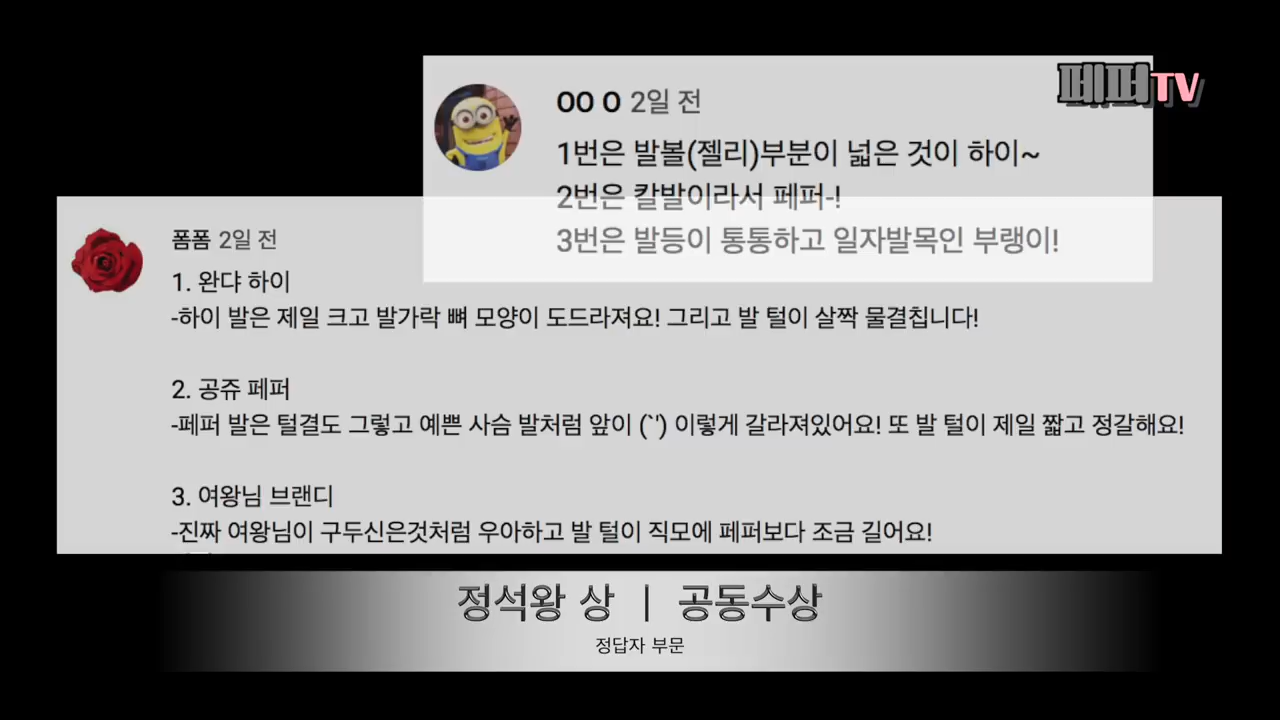 페퍼TV
OO O 2일 전
1번은 발볼(젤리)부분이 넓은 것이 하이~
2번은 칼발이라서 페퍼-!
3번은 발등이 통통하고 일자발목인 부랭이!
폼폼 2일 전
1. 완댜 하이
-하이 발은 제일 크고 발가락 뼈 모양이 도드라져요! 그리고 발 털이 살짝 물결칩니다!
2. 공쥬 페퍼
-페퍼 발은 털결도 그렇고 예쁜 사슴 발처럼 앞이 (`') 이렇게 갈라져있어요! 또 발 털이 제일 짧고 정갈해요!
3. 여왕님 브랜디
-진짜 여왕님이 구두신은것처럼 우아하고 발 털이 직모에 페퍼보다 조금 길어요!
정석왕 상 | 공동수상
정답자 부문